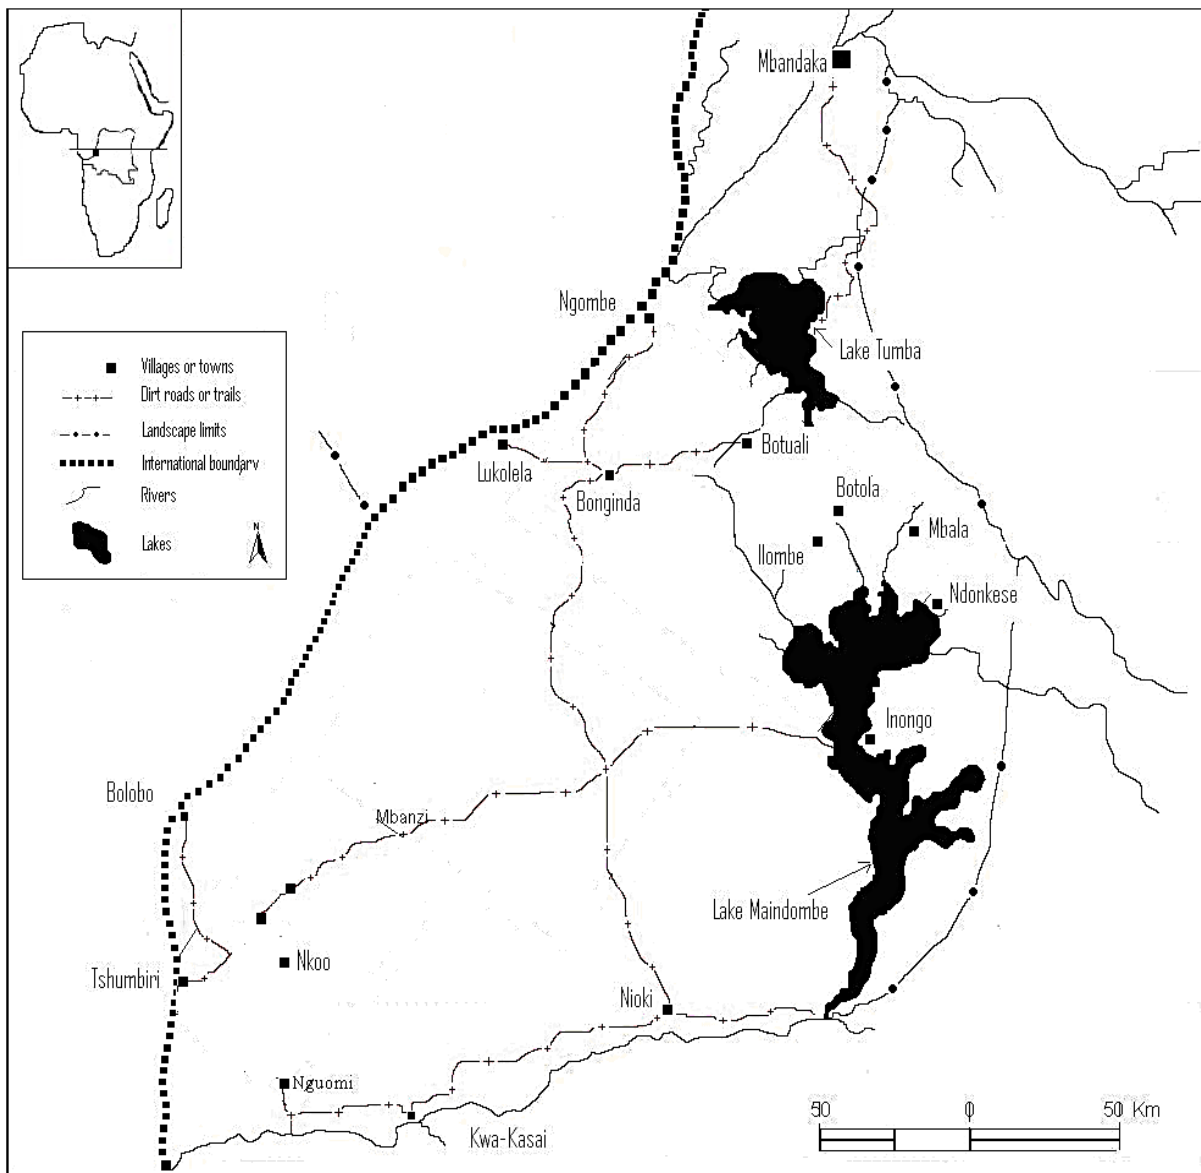 Mbandaka
Ngombe
Lake Tumba
Villages or towns
Dirt roads or trails
Landscape limits
International boundary
Rivers
Lakes
N
Lukolela
Botuali
Bonginda
Botola
Mbala
Ilombe
Ndonkese
Inongo
Bolobo
Mbanzi
Lake Maindombe
Nkoo
Tshumbiri
Nioki
Nguomi
Kwa-Kasai
50 0 50 Km